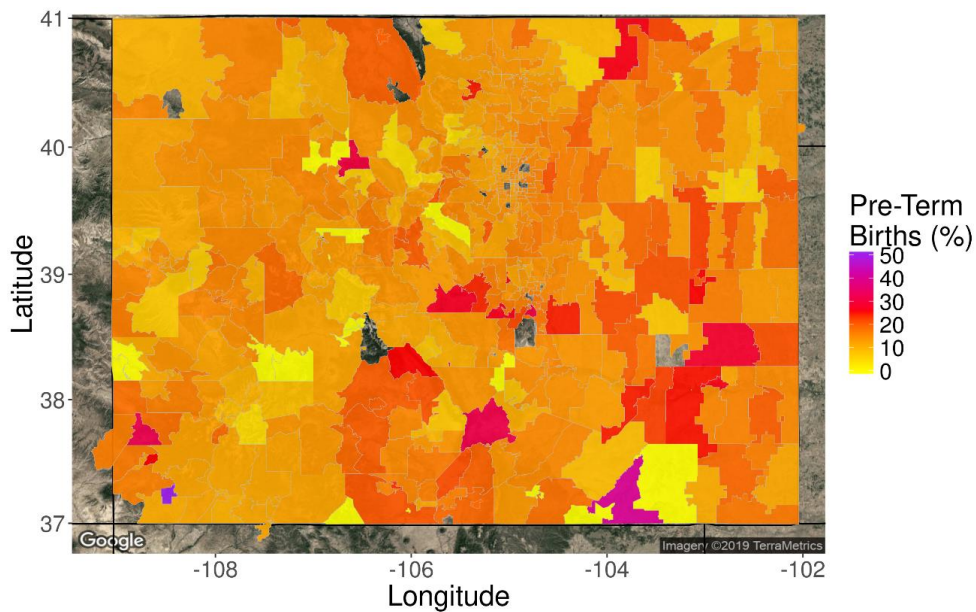 41
40
39
38
37
Latitude
-108
-106
-104
-102
Longitude
Pre-Term
Births (%)
50
40
30
20
10
0
Google
Imagery ©2019 TerraMetrics